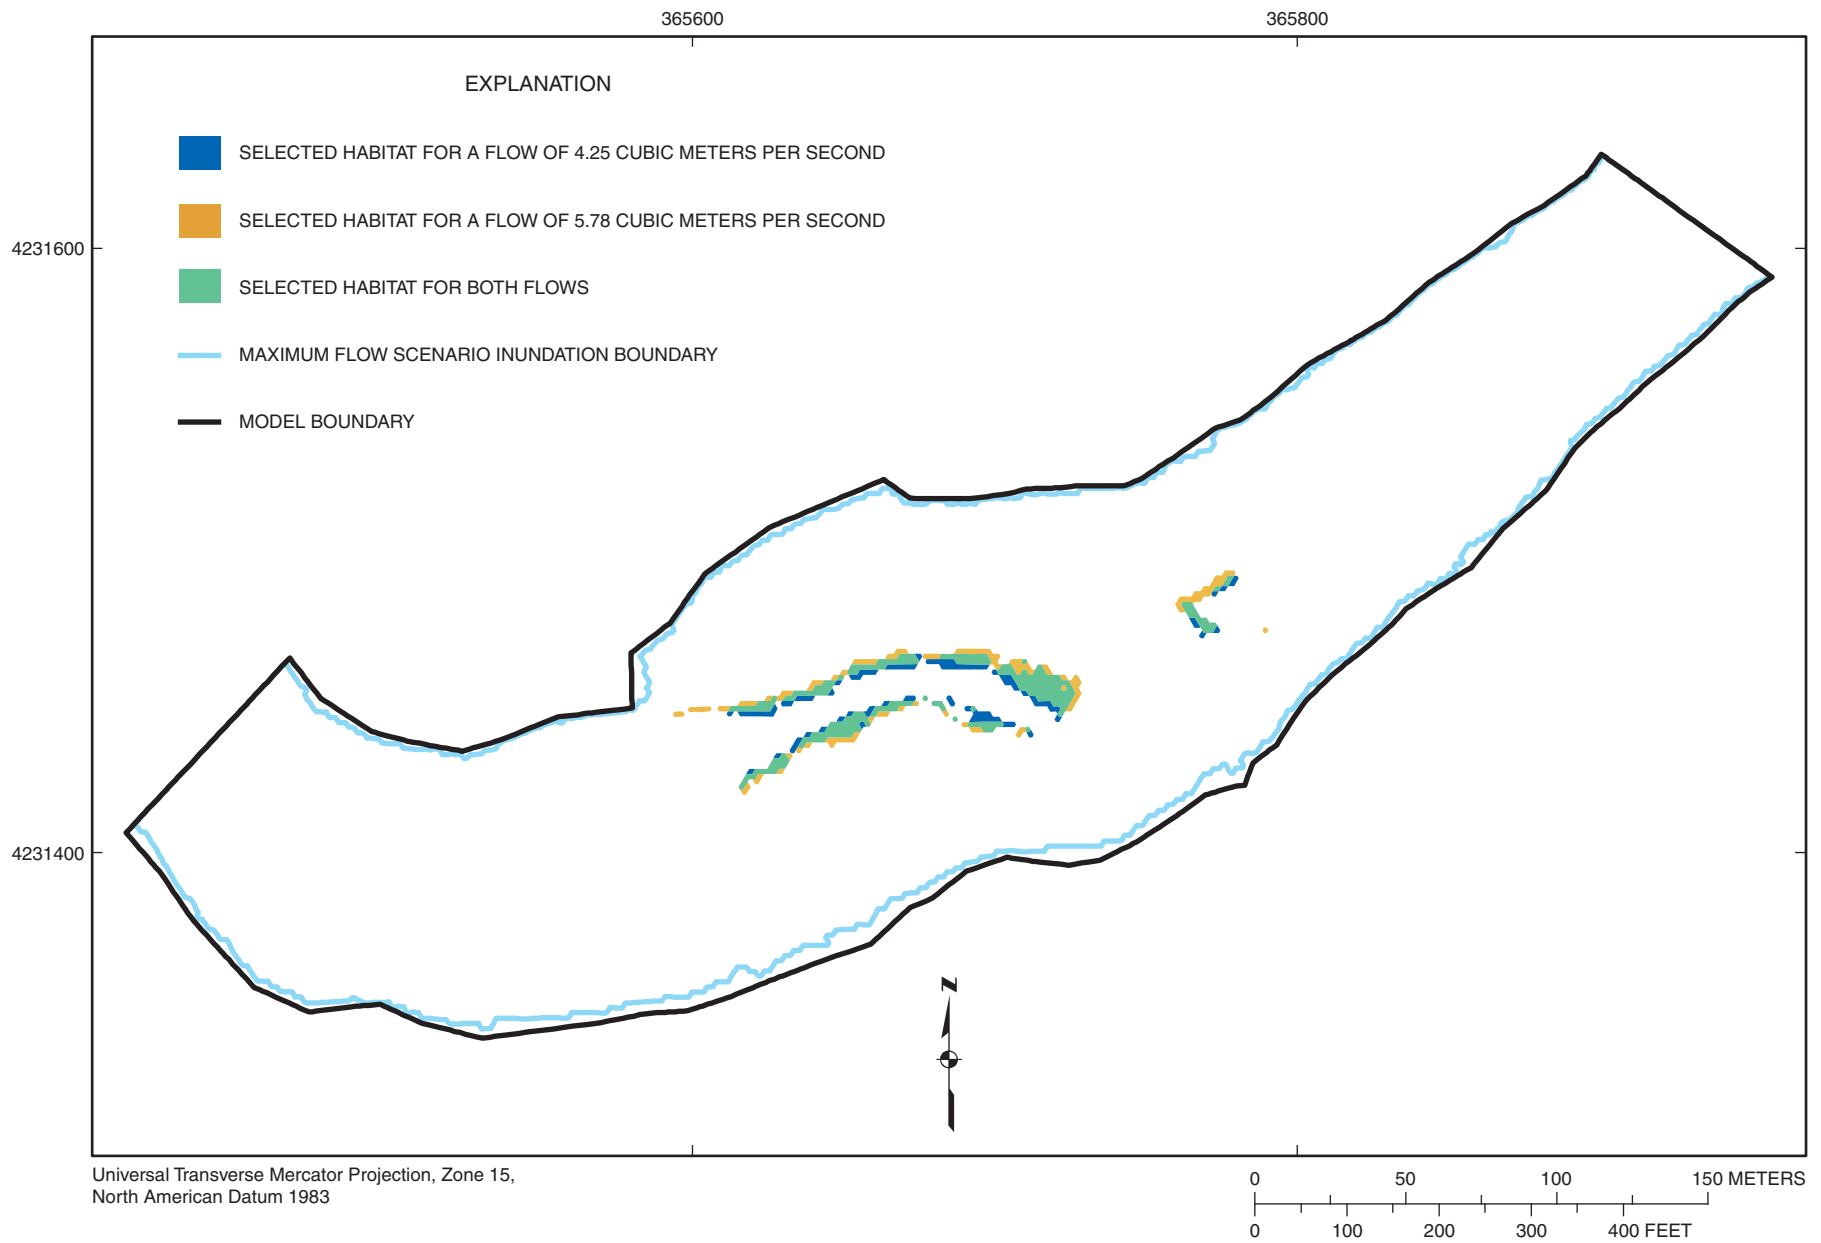 365600 365800
EXPLANATION
SELECTED HABITAT FOR A FLOW OF 4.25 CUBIC METERS PER SECOND
SELECTED HABITAT FOR A FLOW OF 5.78 CUBIC METERS PER SECOND
4231600
SELECTED HABITAT FOR BOTH FLOWS
MAXIMUM FLOW SCENARIO INUNDATION BOUNDARY
MODEL BOUNDARY
4231400
N
Universal Transverse Mercator Projection, Zone 15,
North American Datum 1983
0 50 100 150 METERS
0 100 200 300 400 FEET